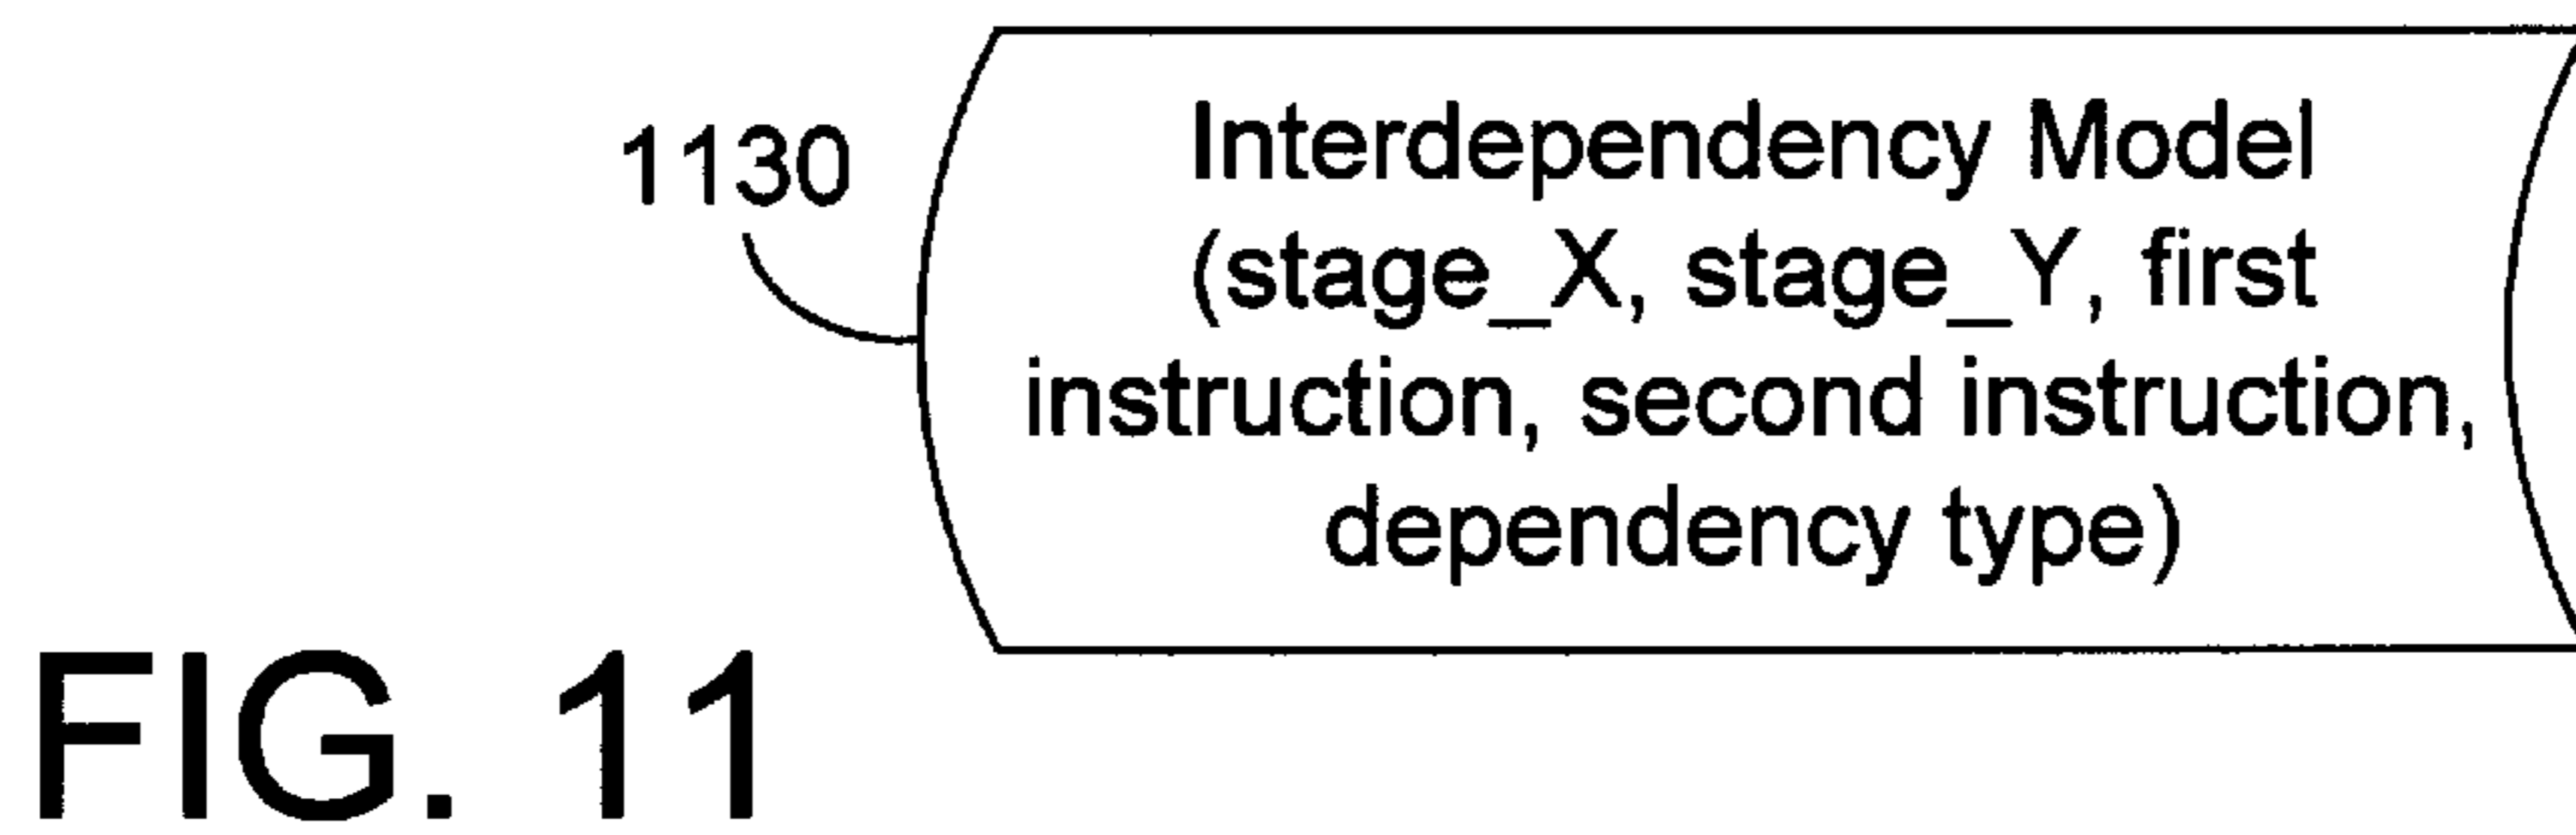 1130
Interdependency Model
(stage_X, stage_Y, first
instruction, second instruction,
dependency type)
FIG. 11